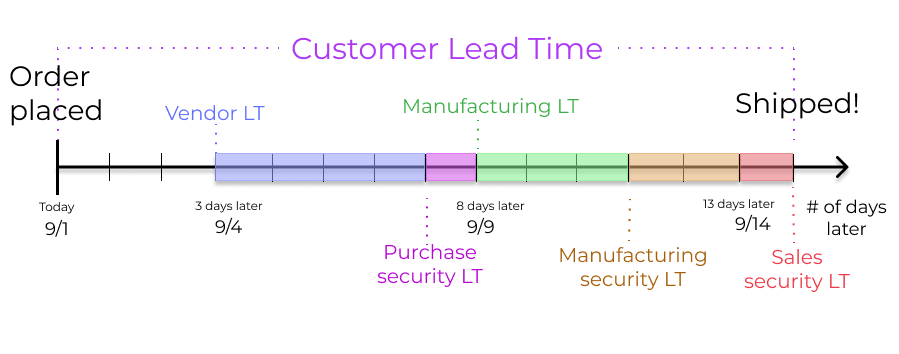 Customer Lead Time
Order
placed
Vendor LT
Manufacturing LT
Shipped!
Today
9/1
3 days later
9/4
8 days later
9/9
13 days later
9/14
# of days
later
Purchase
security LT
Manufacturing
security LT
Sales
security LT